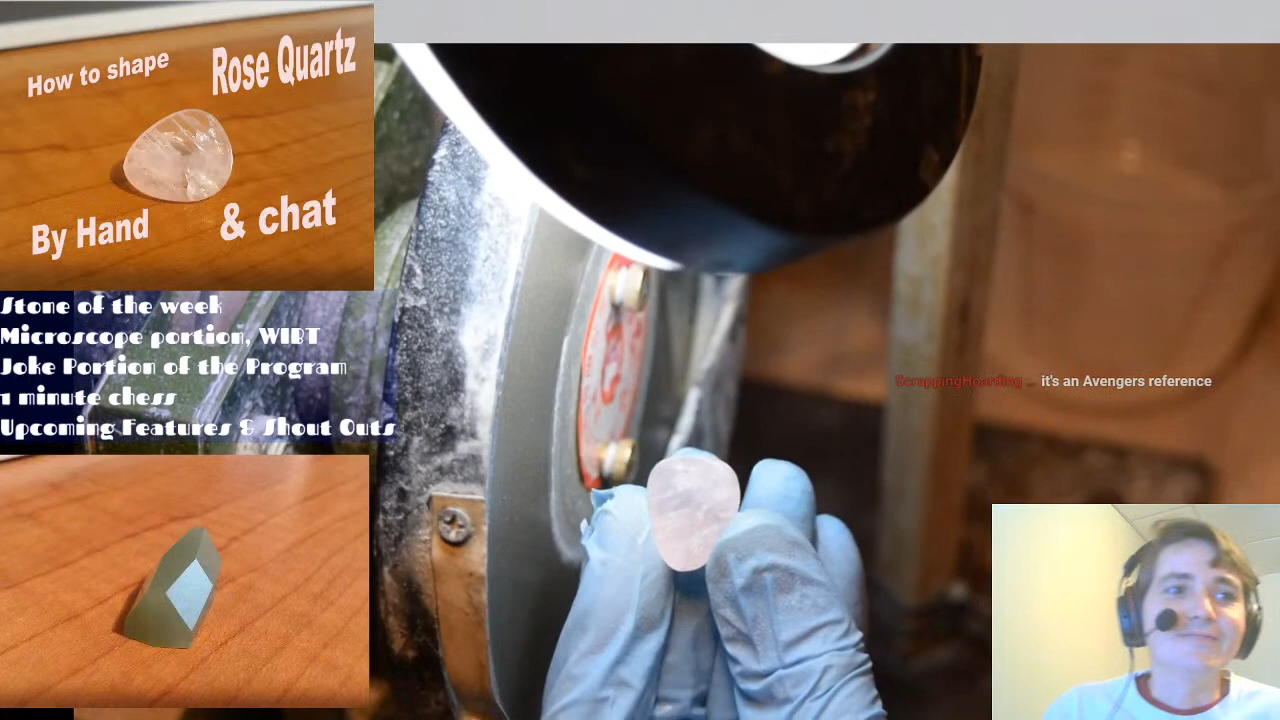 How to shape Rose Quartz
By Hand & chat
Stone of the week
Microscope portion, WIBT
Joke Portion of the Program
1 minute chess
Upcoming Features & Shout Outs
ScrappingHoarding it's an Avengers reference